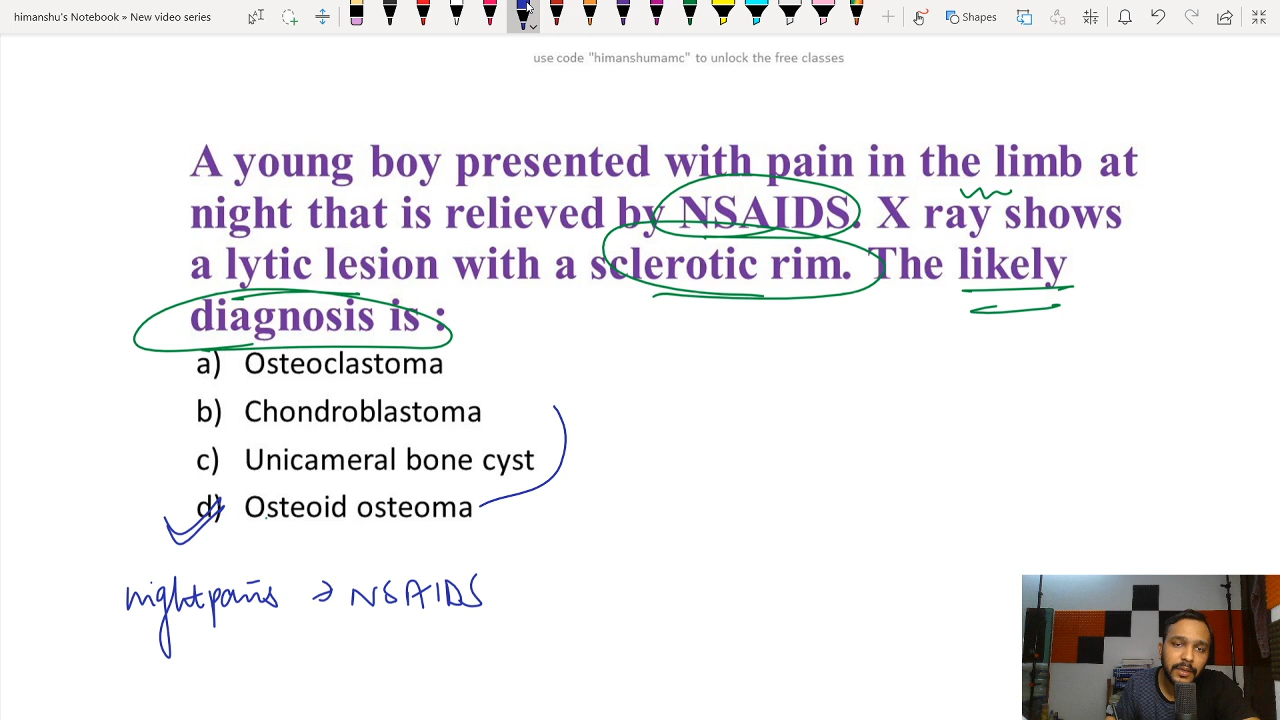 himanshu's Notebook » New video series
Shapes
use code "himanshumamc" to unlock the free classes
A young boy presented with pain in the limb at
night that is relieved by NSAIDS. X ray shows
a lytic lesion with a sclerotic rim. The likely
diagnosis is :
a) Osteoclastoma
b) Chondroblastoma
c) Unicameral bone cyst
d) Osteoid osteoma
night pains → NSAIDS